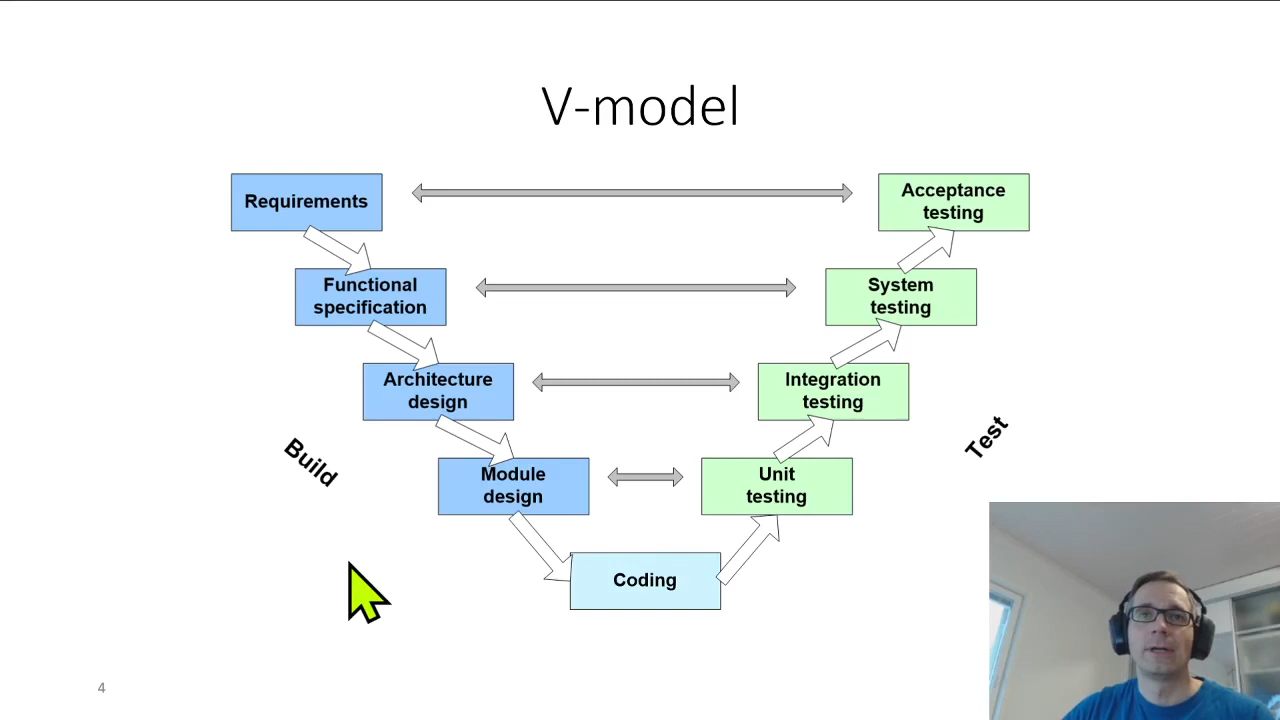 V-model
Requirements
Acceptance
testing
Functional
specification
System
testing
Architecture
design
Integration
testing
Build
Test
Module
design
Unit
testing
Coding
4